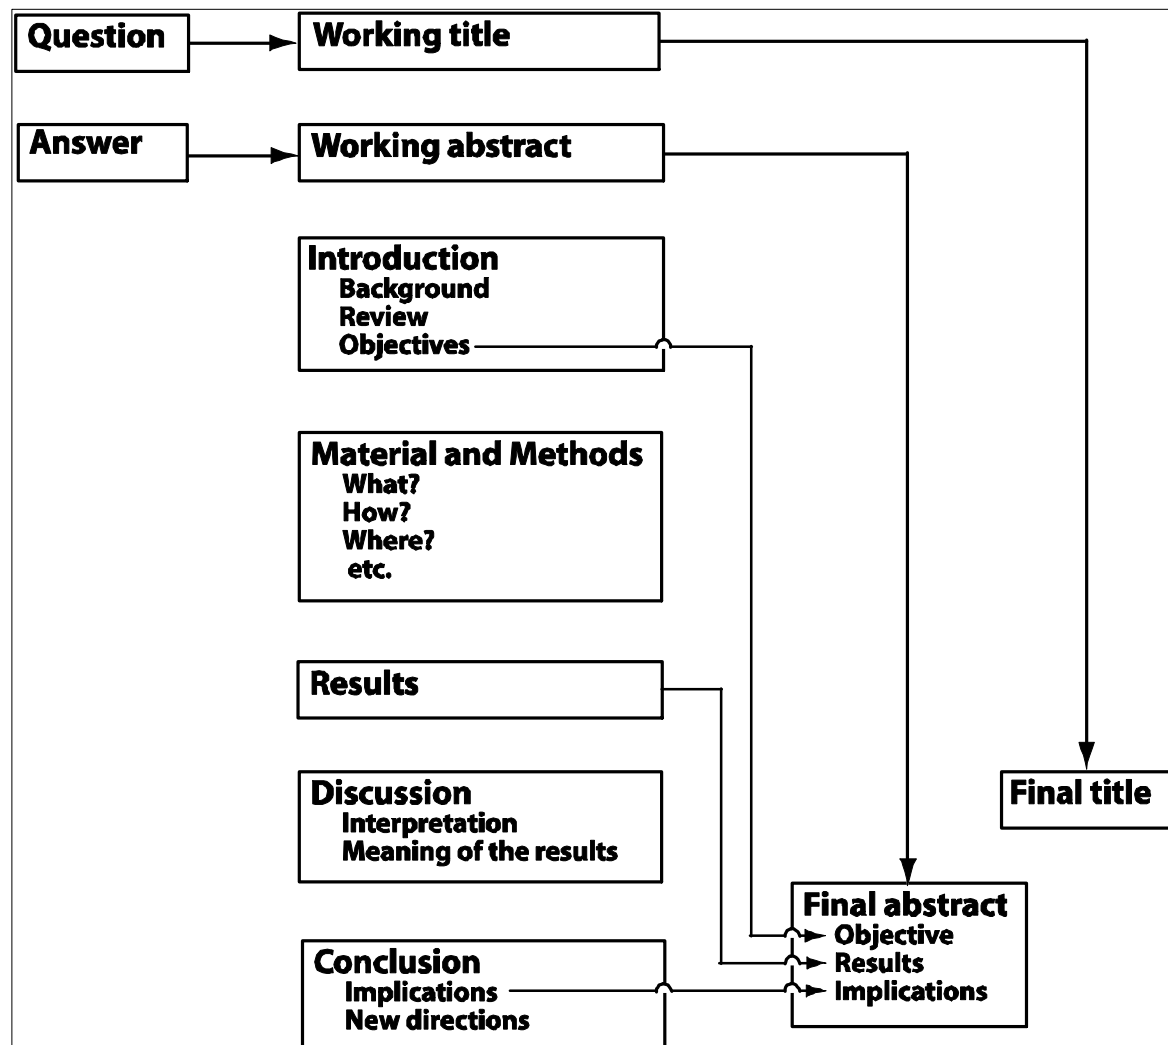 Question
Working title
Answer
Working abstract
Introduction
Background
Review
Objectives
Material and Methods
What?
How?
Where?
etc.
Results
Discussion
Interpretation
Meaning of the results
Final title
Conclusion
Implications
New directions
Final abstract
Objective
Results
Implications